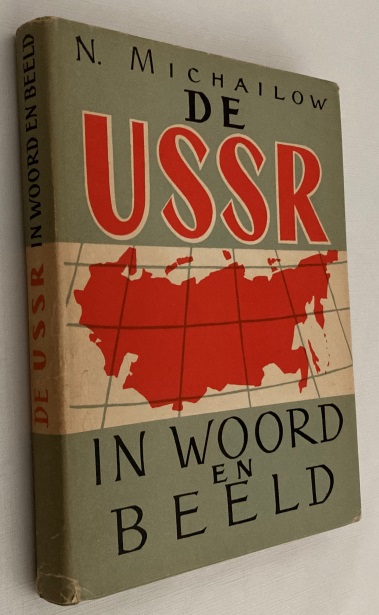 N. MICHAILOW
DE
USSR
IN WOORD
EN
BEELD
DE USSR IN WOORD EN BEELD